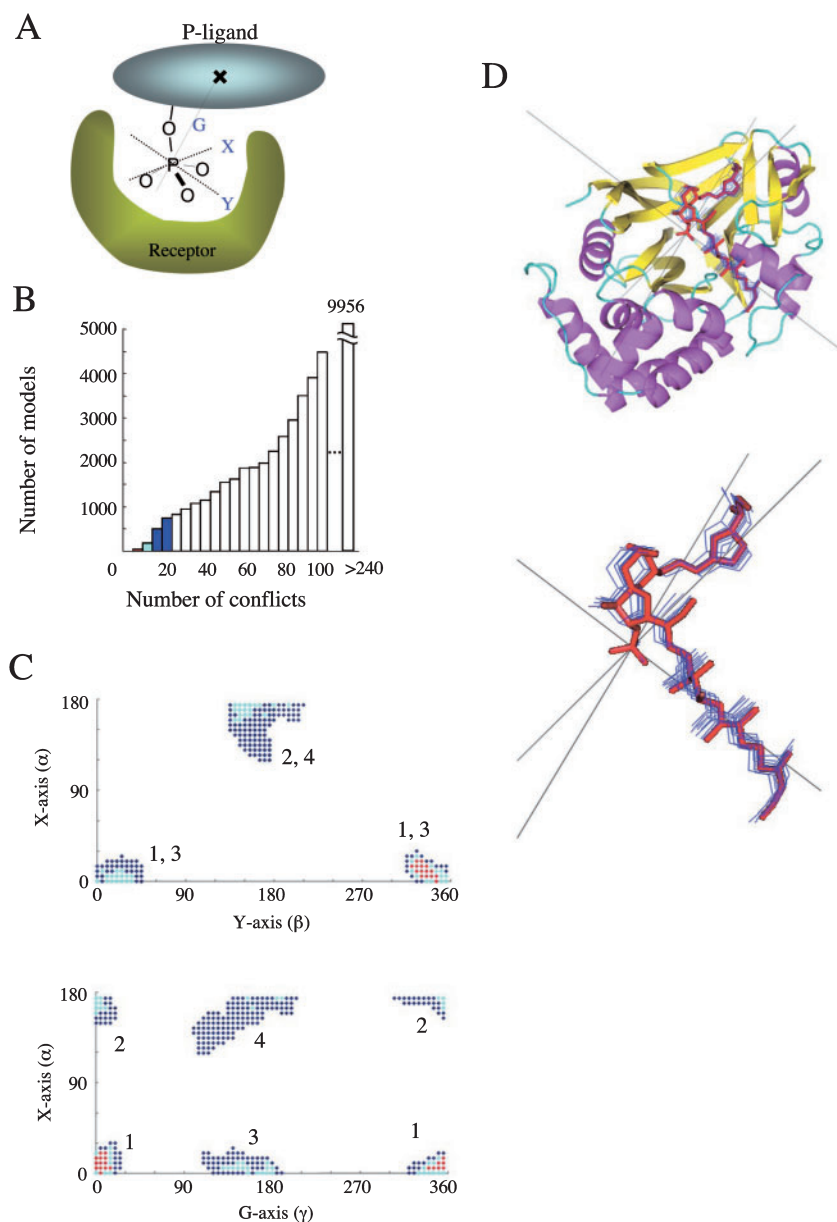 A
P-ligand
O
G
X
P
O
O
O
Y
Receptor
B
9956
5000
4000
3000
2000
1000
Number of models
0 20 40 60 80 100 >240
Number of conflicts
C
180
90
0
X-axis (α)
2, 4
1, 3
1, 3
0 90 180 270 360
Y-axis (β)
180
90
0
X-axis (α)
2
4
2
1
3
1
0 90 180 270 360
G-axis (γ)
D